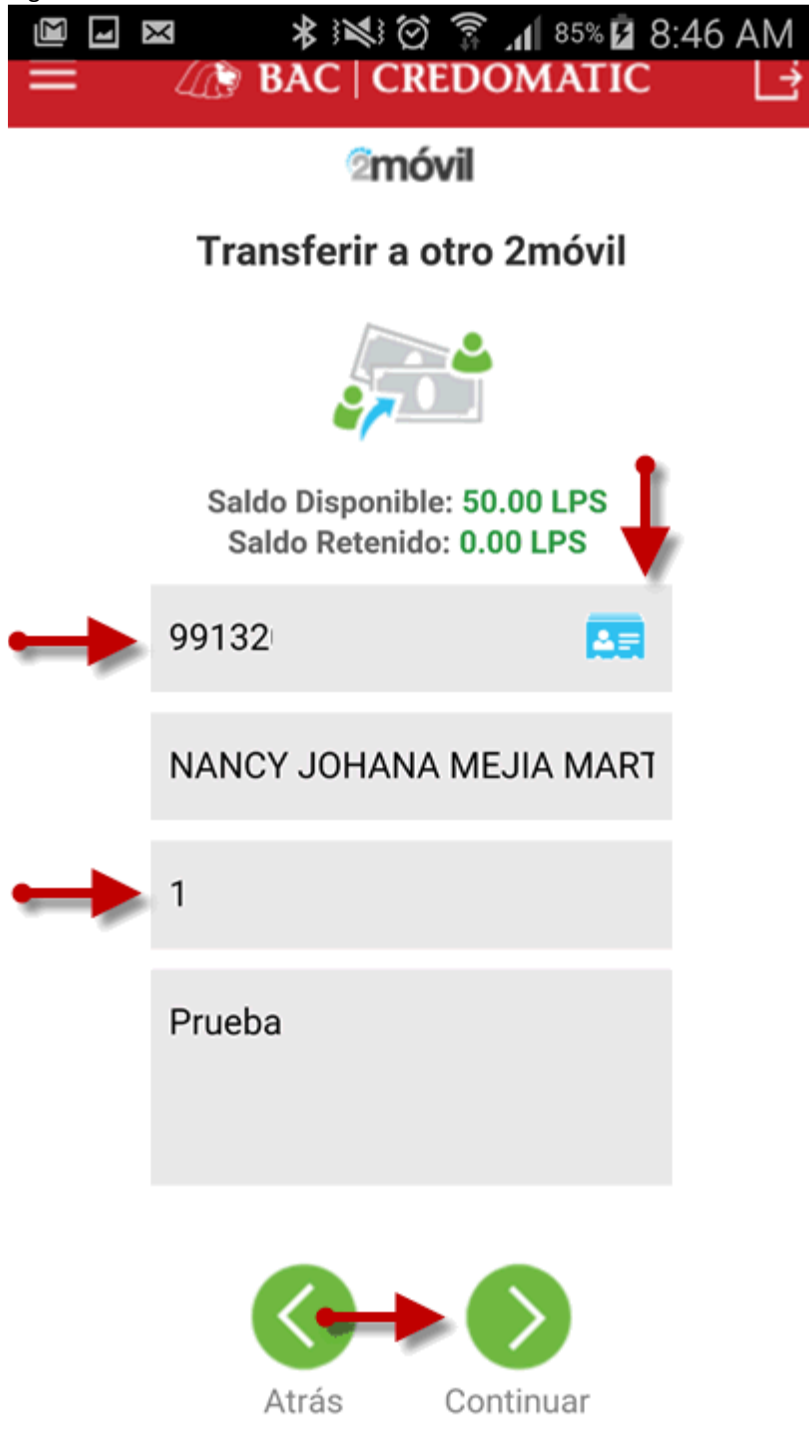 85% 8:46 AM
BAC | CREDOMATIC
2móvil
Transferir a otro 2móvil
Saldo Disponible: 50.00 LPS
Saldo Retenido: 0.00 LPS
99132
NANCY JOHANA MEJIA MART
1
Prueba
Atrás Continuar